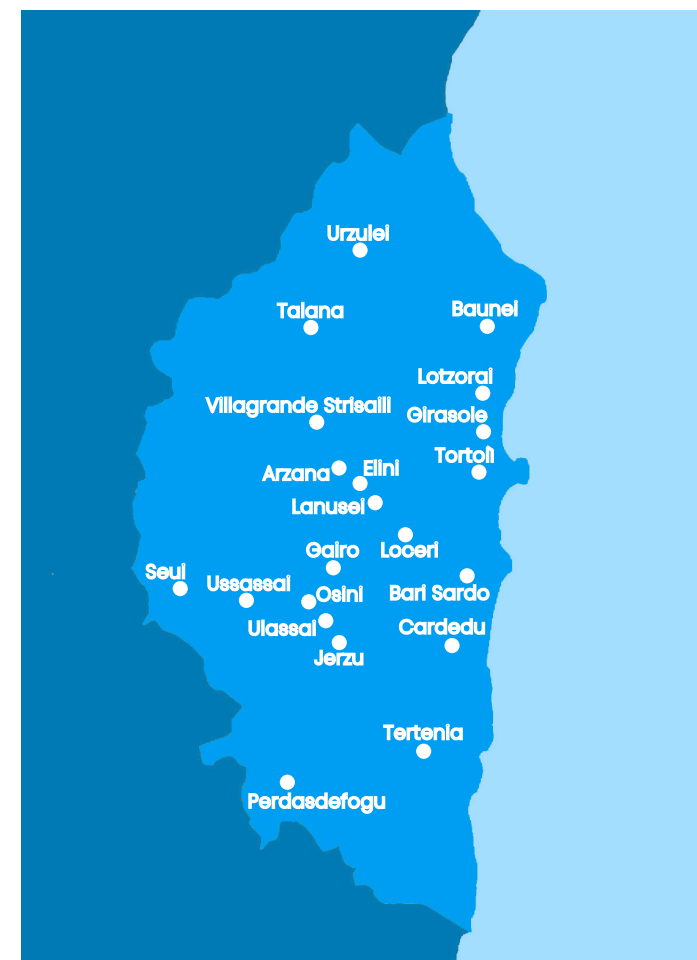 Urzulei
Talana
Baunei
Lotzorai
Villagrande Strisaili
Girasole
Tortolì
Elini
Arzana
Lanusei
Gairo
Loceri
Seui
Ussassai
Osini
Bari Sardo
Ulassai
Cardedu
Jerzu
Tertenia
Perdasdefogu